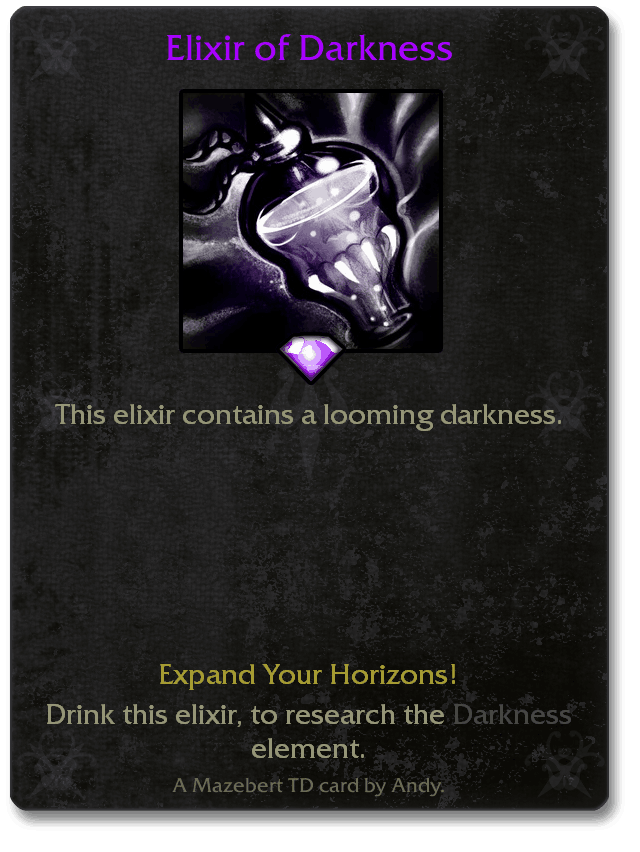 Elixir of Darkness
This elixir contains a looming darkness.
Expand Your Horizons!
Drink this elixir, to research the Darkness
element.
A Mazebert TD card by Andy.